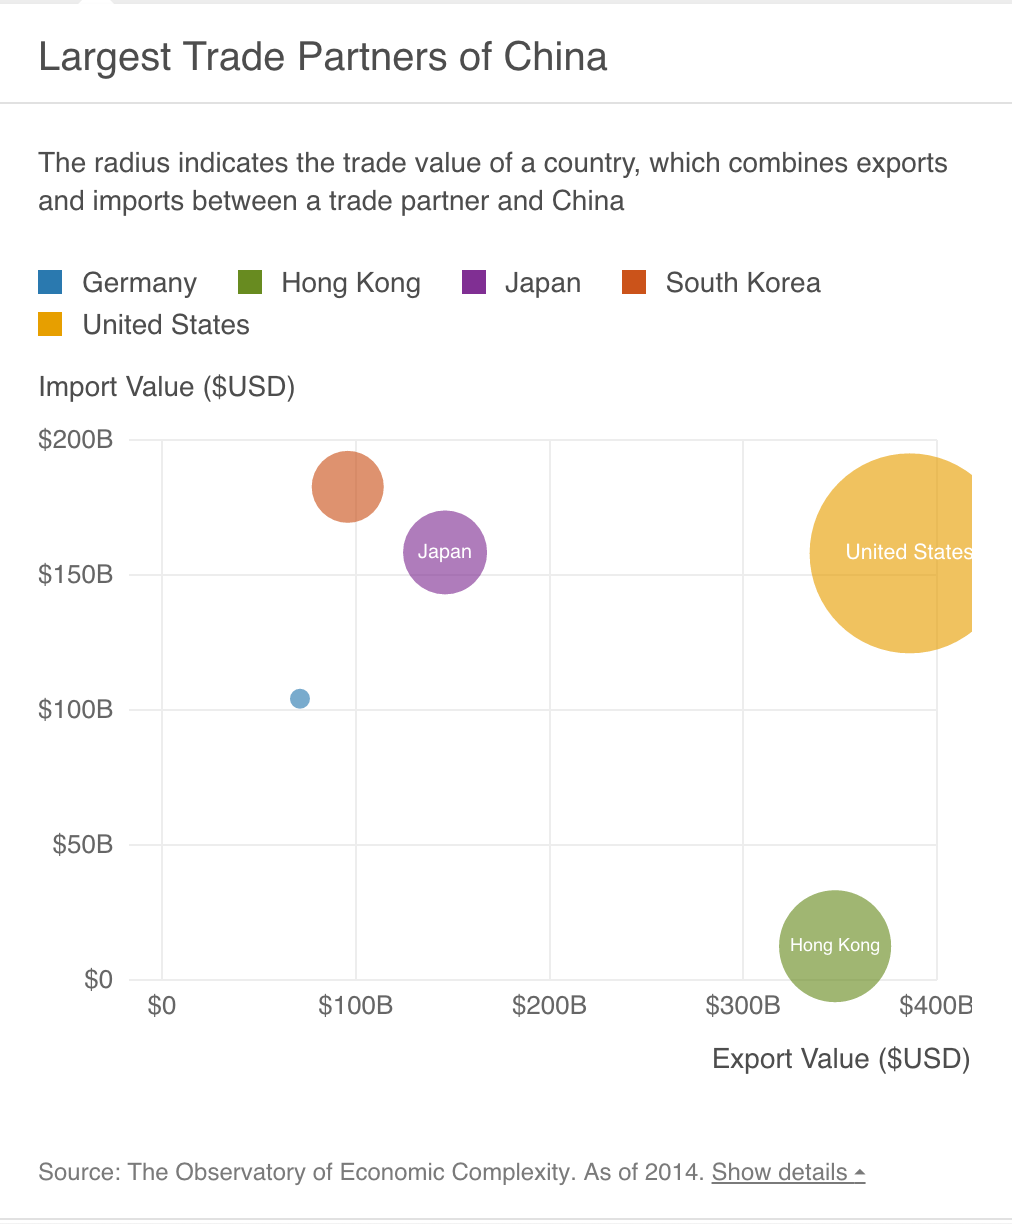 Largest Trade Partners of China
The radius indicates the trade value of a country, which combines exports
and imports between a trade partner and China
Germany Hong Kong Japan South Korea
United States
Import Value ($USD)
$200B
Japan
United States
$150B
$100B
$50B
Hong Kong
$0
$0 $100B $200B $300B $400B
Export Value ($USD)
Source: The Observatory of Economic Complexity. As of 2014. Show details